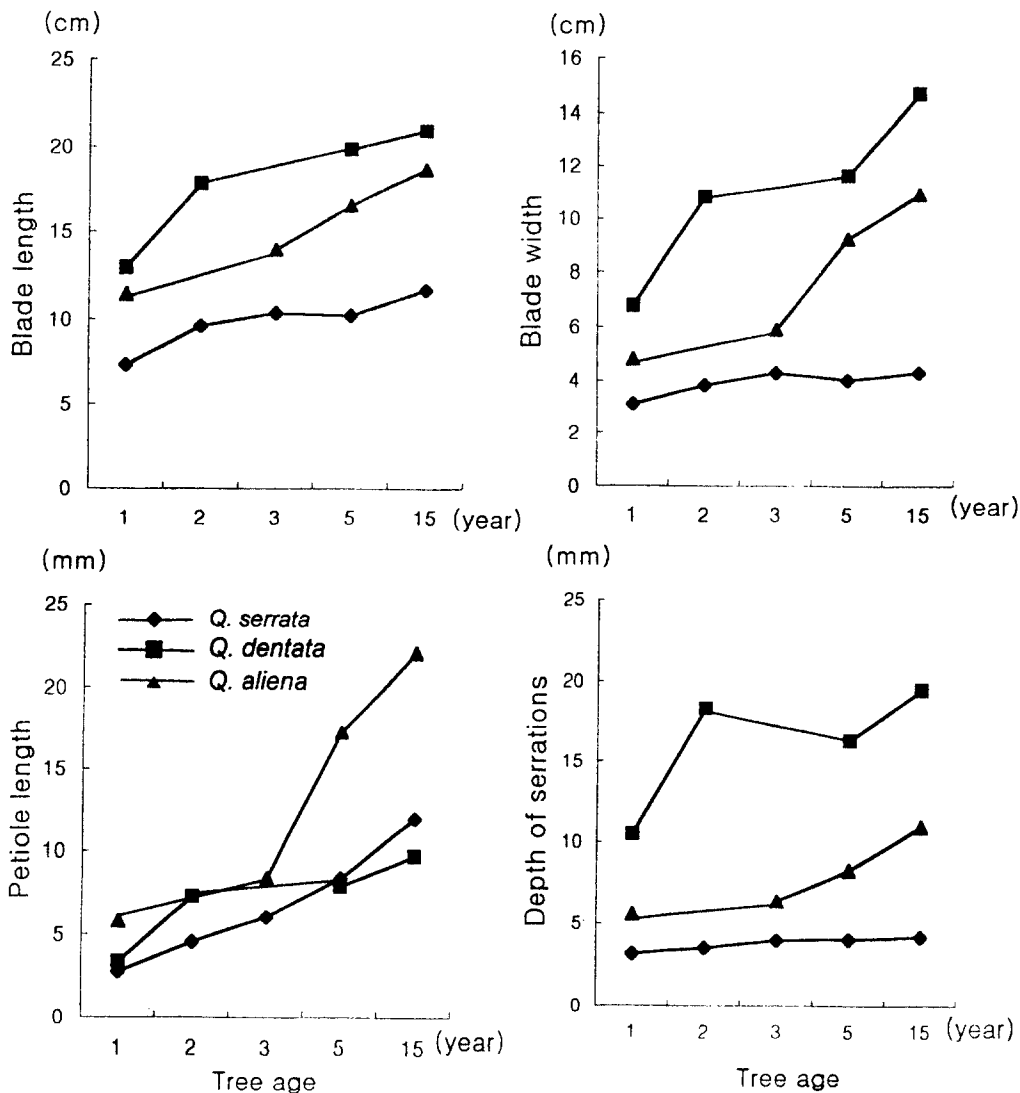 (cm)
25
20
15
10
5
0
Blade length
1 2 3 5 15 (year)
(cm)
16
14
12
10
8
6
4
2
0
Blade width
1 2 3 5 15 (year)
(mm)
25
20
15
10
5
0
Petiole length
Q. serrata
Q. dentata
Q. aliena
1 2 3 5 15 (year)
Tree age
(mm)
25
20
15
10
5
0
Depth of serrations
1 2 3 5 15 (year)
Tree age